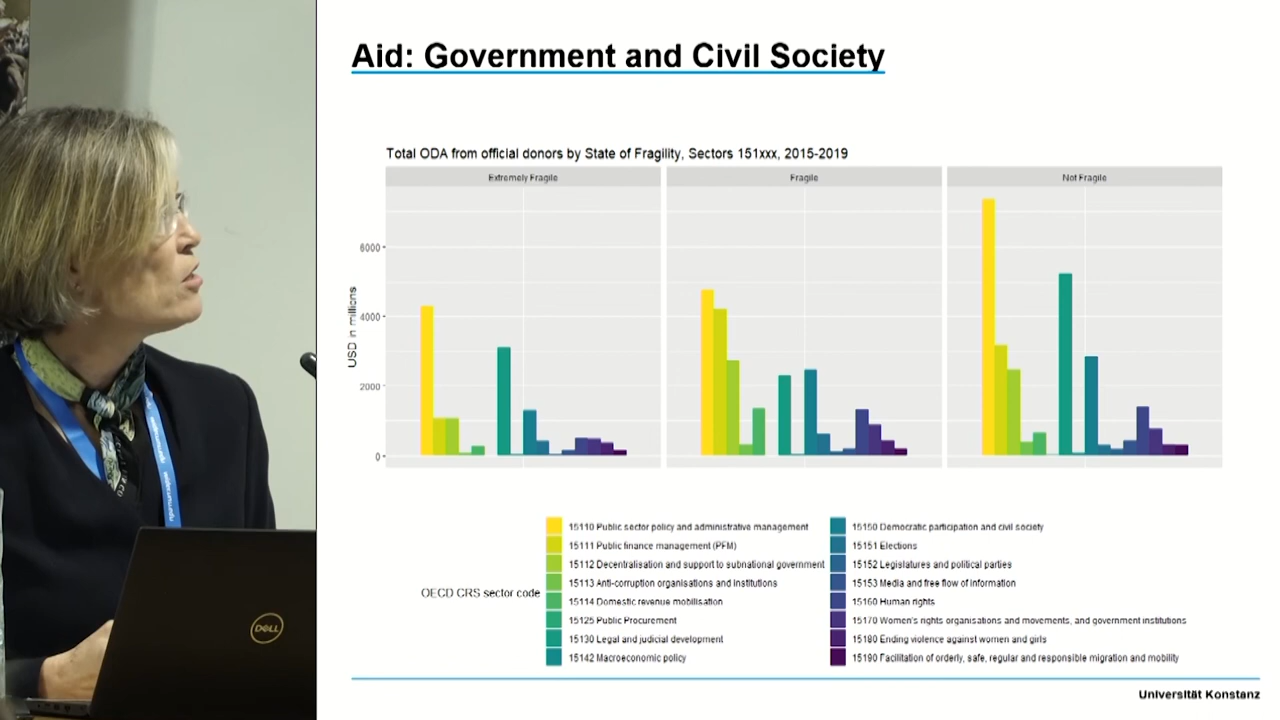 Aid: Government and Civil Society
Total ODA from official donors by State of Fragility, Sectors 151xxx, 2015-2019
Extremely Fragile
Fragile
Not Fragile
USD in millions
6000
4000
2000
0
OECD CRS sector code
15110 Public sector policy and administrative management
15111 Public finance management (PFM)
15112 Decentralisation and support to subnational government
15113 Anti-corruption organisations and institutions
15114 Domestic revenue mobilisation
15125 Public Procurement
15130 Legal and judicial development
15142 Macroeconomic policy
15150 Democratic participation and civil society
15151 Elections
15152 Legislatures and political parties
15153 Media and free flow of information
15160 Human rights
15170 Women's rights organisations and movements, and government institutions
15180 Ending violence against women and girls
15190 Facilitation of orderly, safe, regular and responsible migration and mobility
Universität Konstanz
DELL